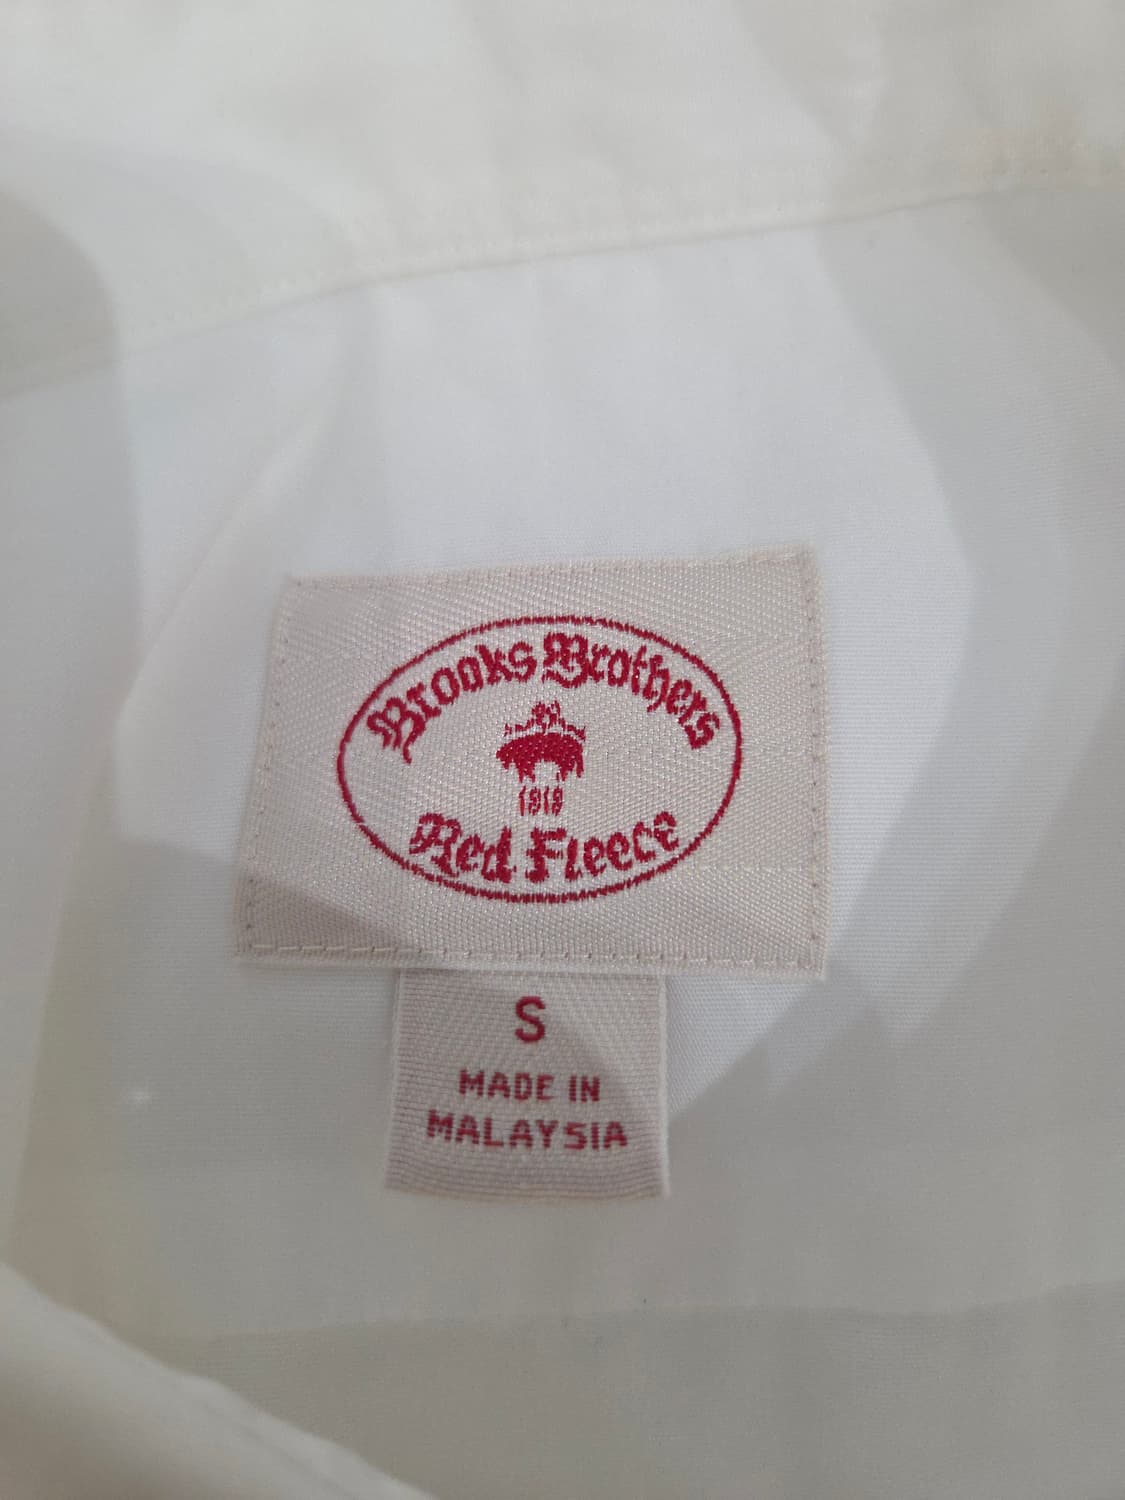 Brooks Brothers
1818
Red Fleece
S
MADE IN
MALAYSIA